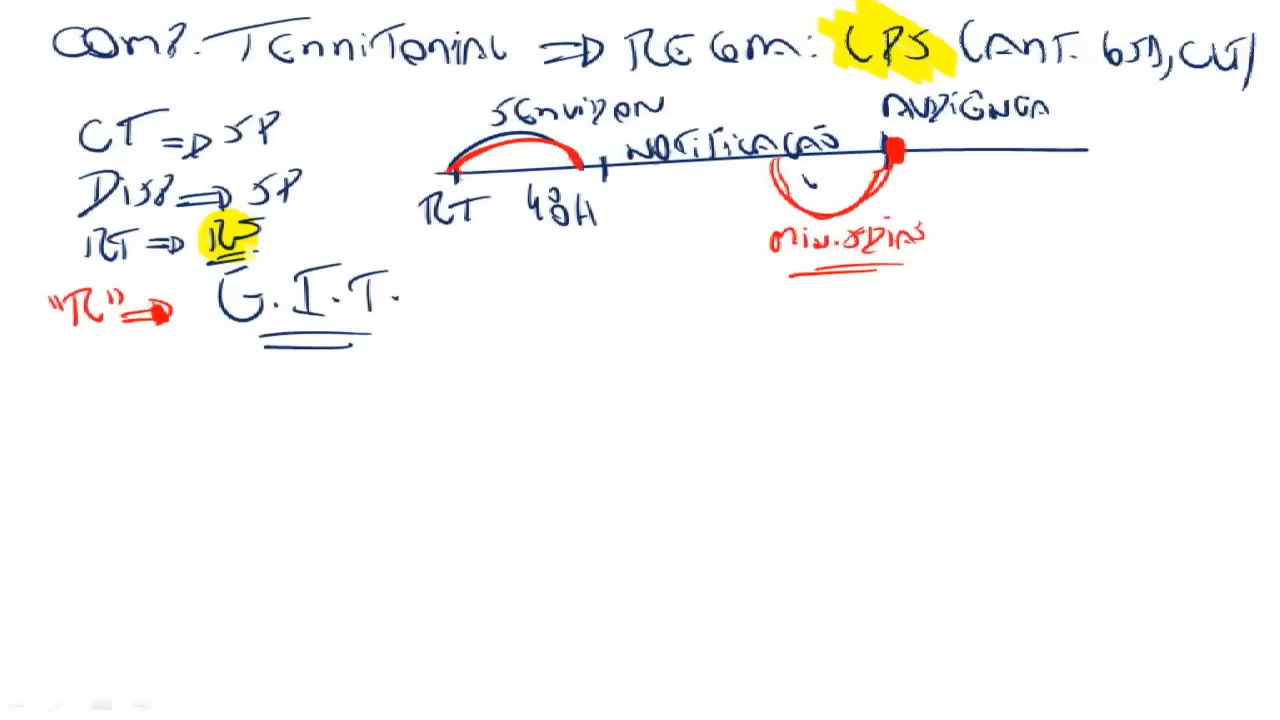 COMP. TERRITORIAL ⇒ REGRA: LPS (ART. 651, CLT)
SERVIDOR AUDIÊNCIA
CT ⇒ SP NOTIFICAÇÃO
DISP ⇒ SP RT 48H
RT ⇒ RS MIN. 5 DIAS
"R" ⇒ G.I.T.